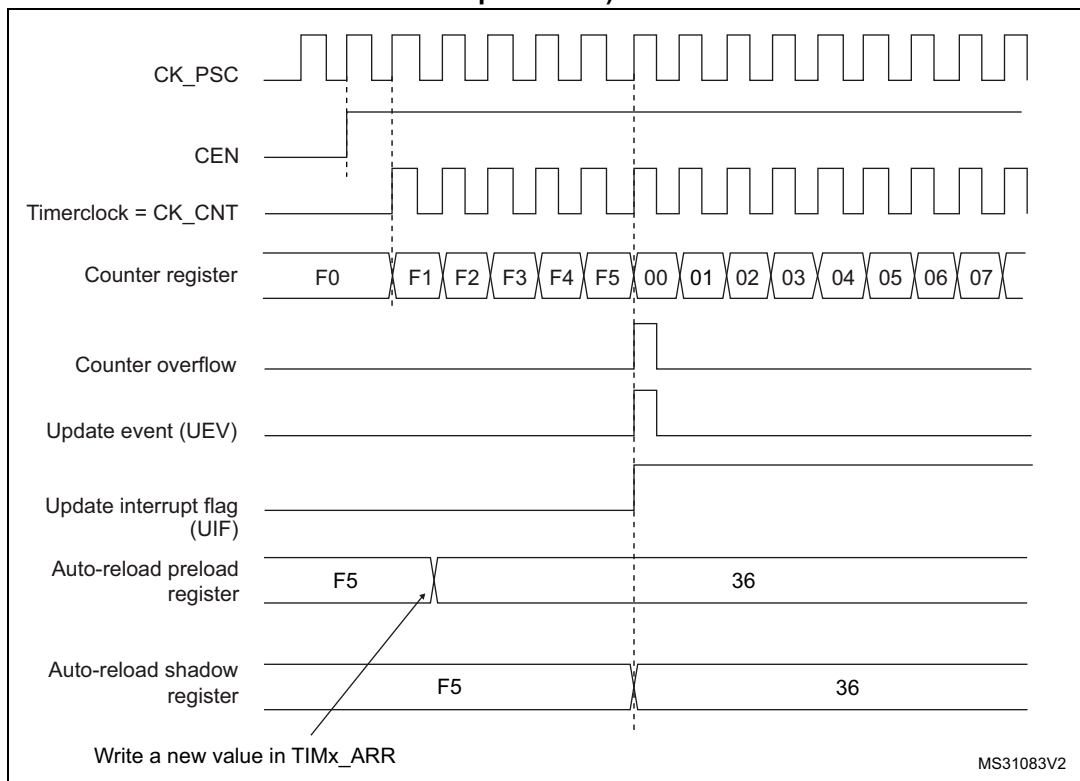 CK_PSC
CEN
Timerclock = CK_CNT
Counter register
F0 F1 F2 F3 F4 F5 00 01 02 03 04 05 06 07
Counter overflow
Update event (UEV)
Update interrupt flag
(UIF)
Auto-reload preload
register
F5 36
Auto-reload shadow
register
F5 36
Write a new value in TIMx_ARR
MS31083V2